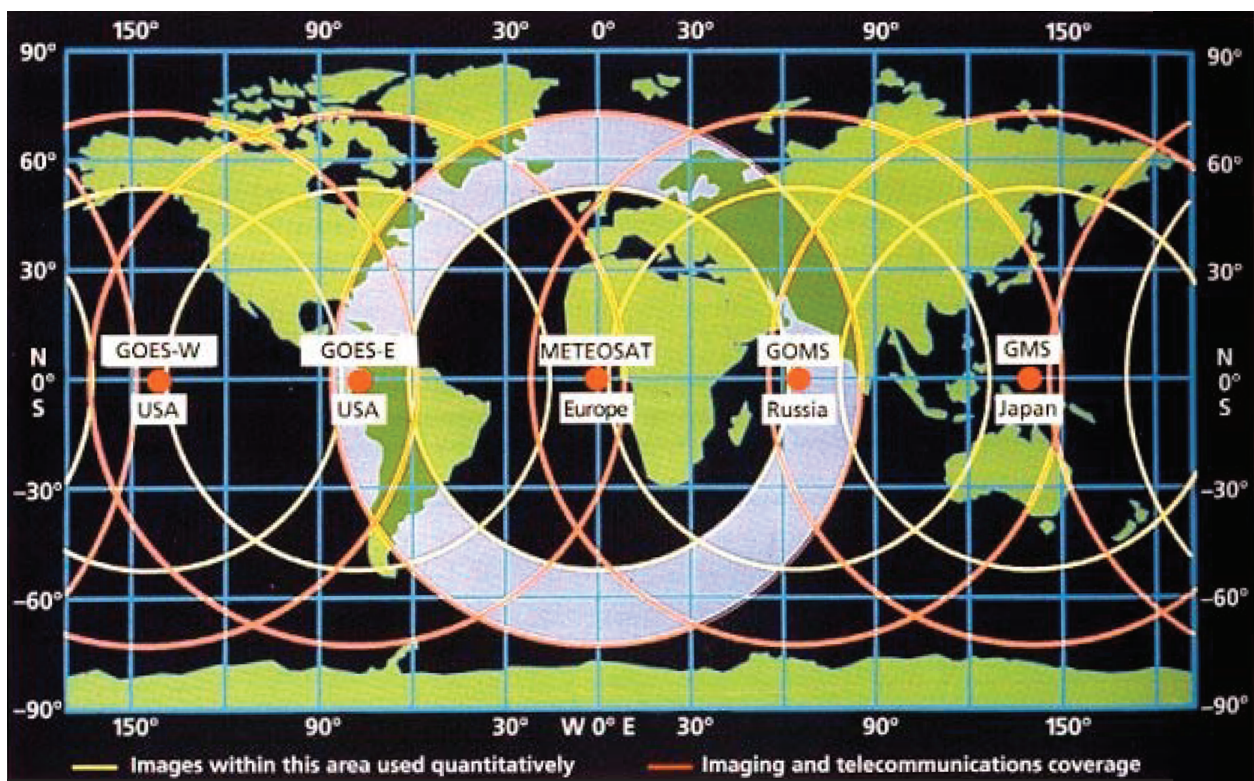 150° 90° 30° 0° 30° 90° 150°
90° 90°
60° 60°
30° 30°
GOES-W GOES-E METEOSAT GOMS GMS
N N
0° 0°
S S
USA USA Europe Russia Japan
–30° –30°
–60° –60°
–90° –90°
150° 90° 30° W 0° E 30° 90° 150°
Images within this area used quantitatively Imaging and telecommunications coverage